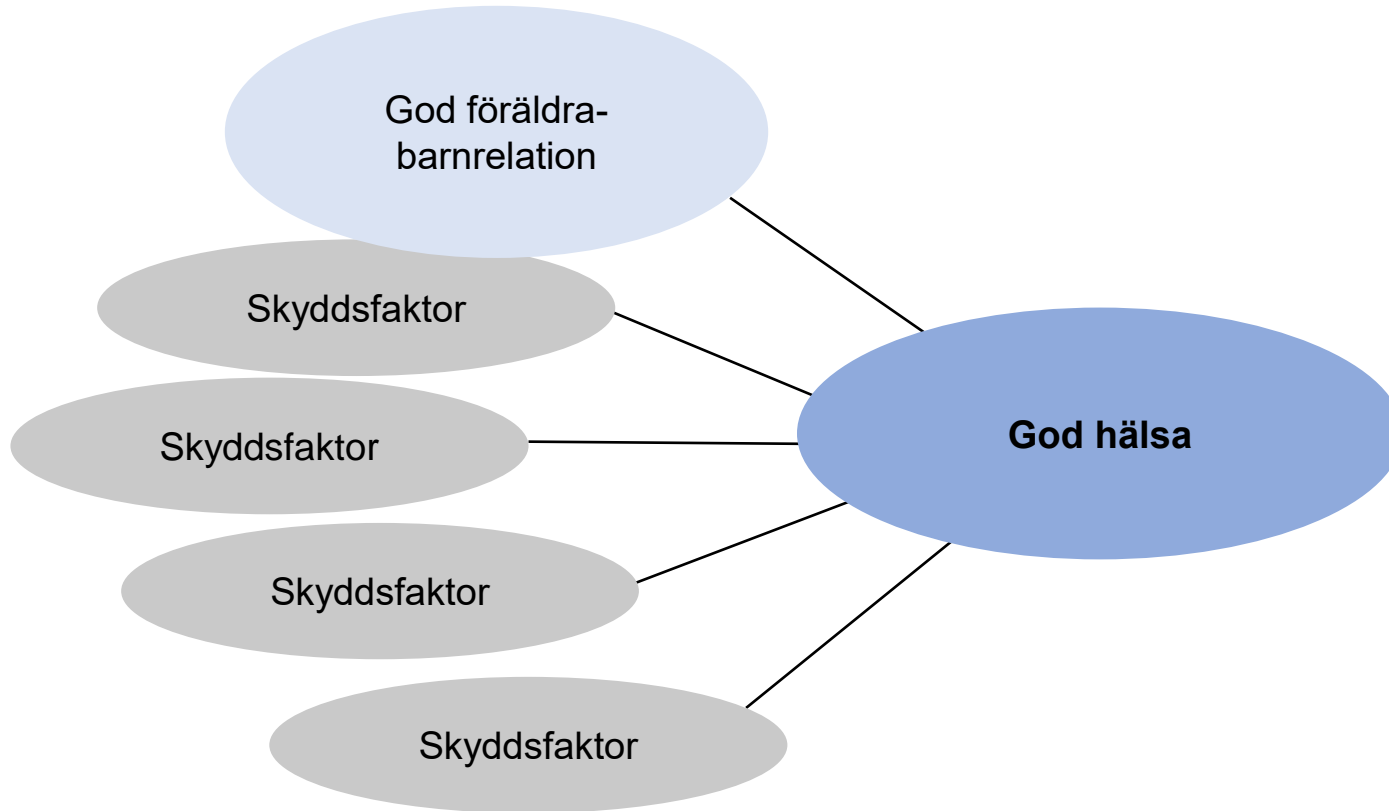 God föräldra-
barnrelation
Skyddsfaktor
Skyddsfaktor
God hälsa
Skyddsfaktor
Skyddsfaktor